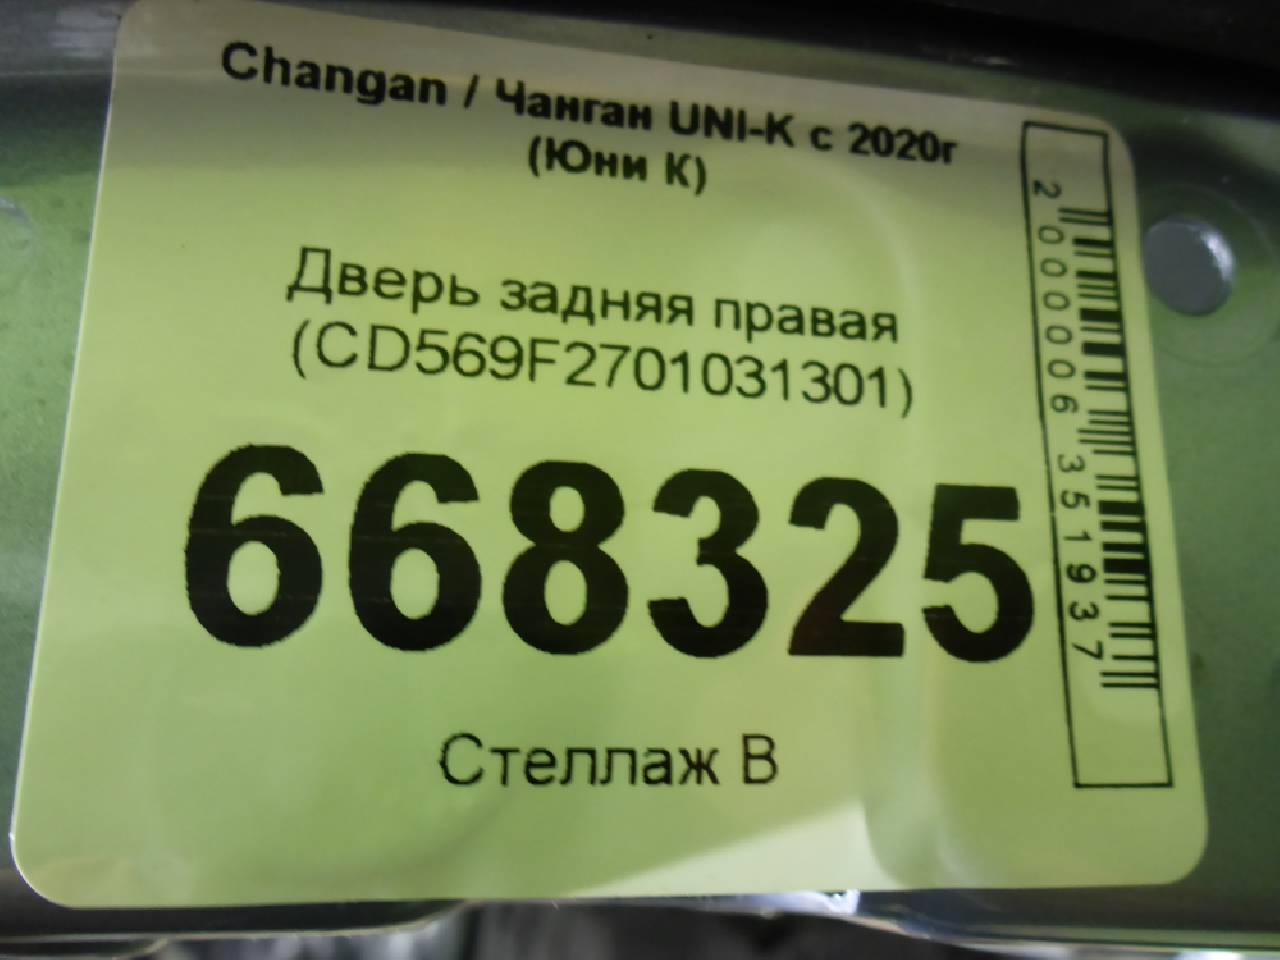 Changan / Чанган UNI-K с 2020г
(Юни К)
Дверь задняя правая
(CD569F2701031301)
668325
Стеллаж В
2000006351937